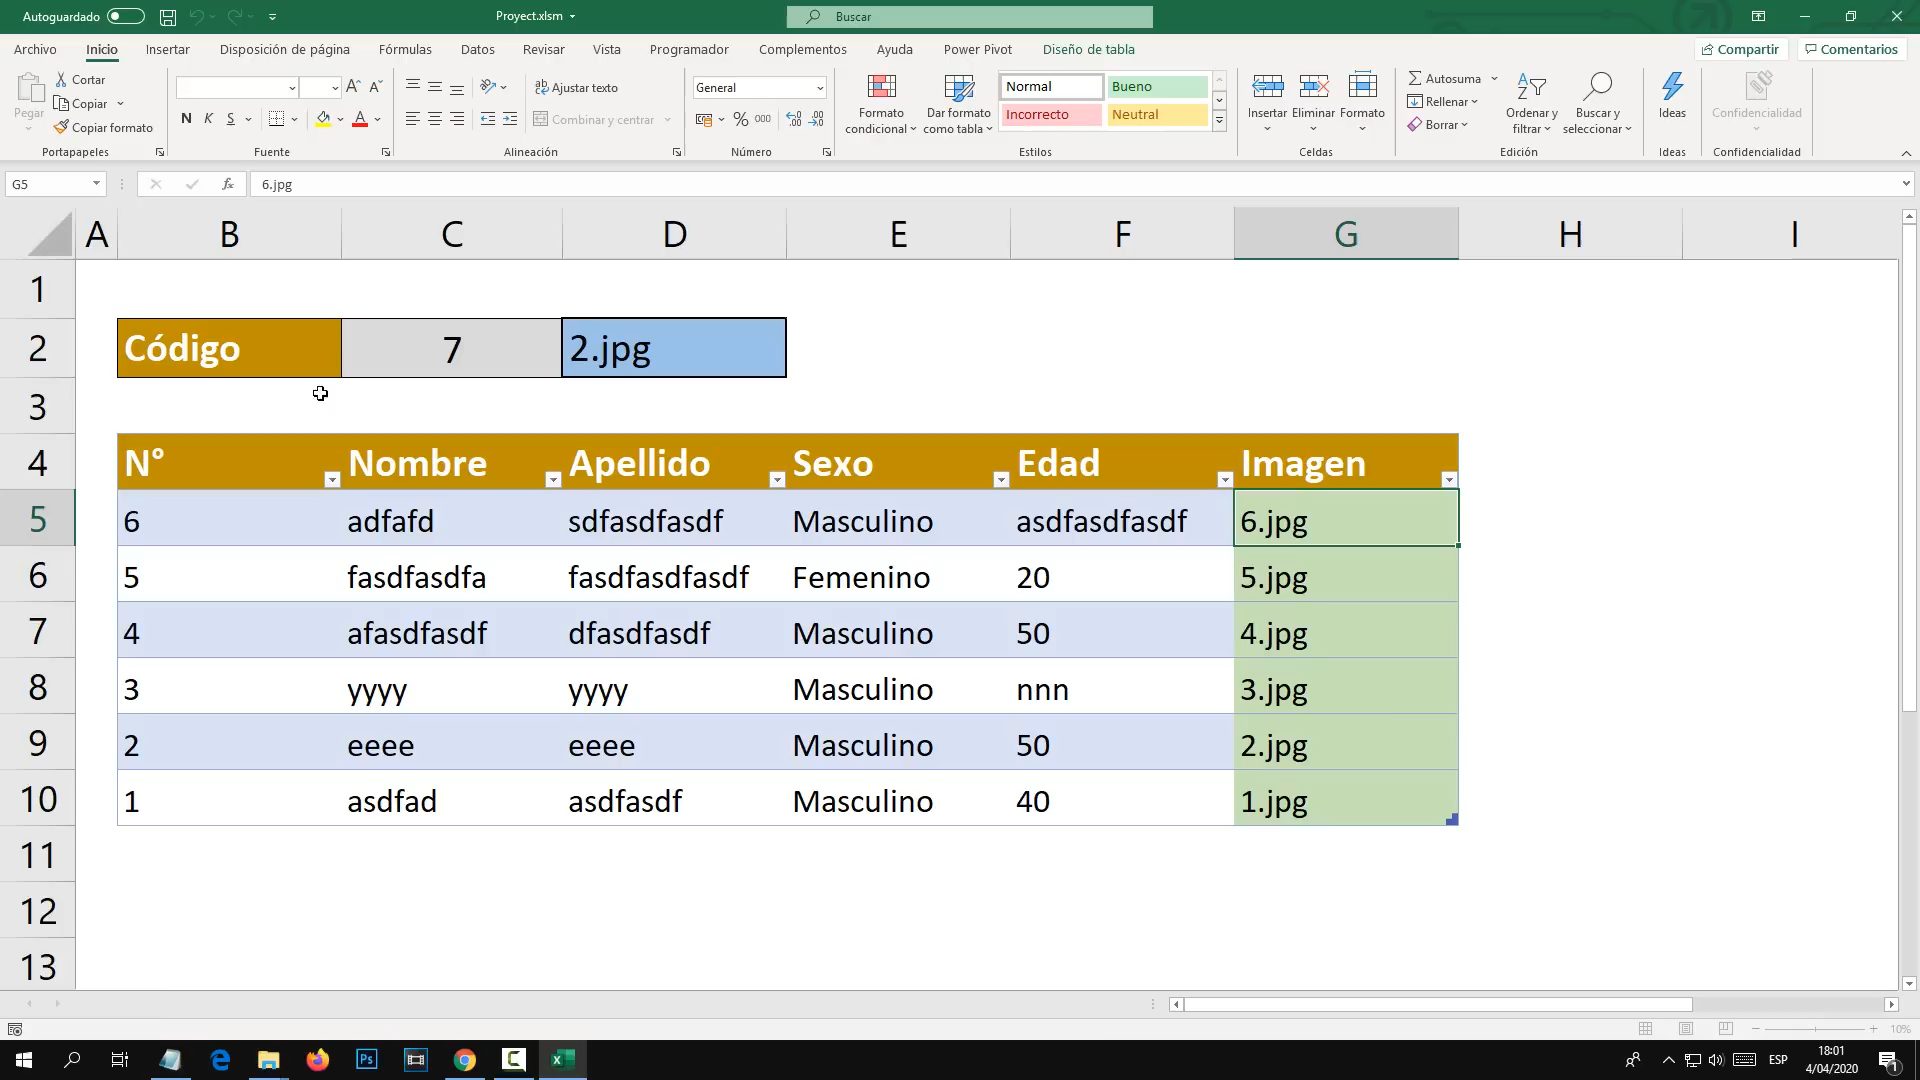 Autoguardado
Proyect.xlsm
Buscar
Archivo Inicio Insertar Disposición de página Fórmulas Datos Revisar Vista Programador Complementos Ayuda Power Pivot Diseño de tabla Compartir Comentarios
Pegar
Cortar
Copiar
Copiar formato
Portapapeles
N K S
Fuente
Ajustar texto
Combinar y centrar
Alineación
General
% 000
Número
Formato condicional
Dar formato como tabla
Normal Bueno
Incorrecto Neutral
Estilos
Insertar Eliminar Formato
Celdas
Autosuma
Rellenar
Borrar
Ordenar y filtrar
Buscar y seleccionar
Edición
Ideas
Ideas
Confidencialidad
Confidencialidad
G5 fx 6.jpg
A B C D E F G H I
1
2 Código 7 2.jpg
3
4 N° Nombre Apellido Sexo Edad Imagen
5 6 adfafd sdfasdfasdf Masculino asdfasdfasdf 6.jpg
6 5 fasdfasdfa fasdfasdfasdf Femenino 20 5.jpg
7 4 afasdfasdf dfasdfasdf Masculino 50 4.jpg
8 3 yyyy yyyy Masculino nnn 3.jpg
9 2 eeee eeee Masculino 50 2.jpg
10 1 asdfad asdfasdf Masculino 40 1.jpg
11
12
13
10%
ESP
18:01
4/04/2020